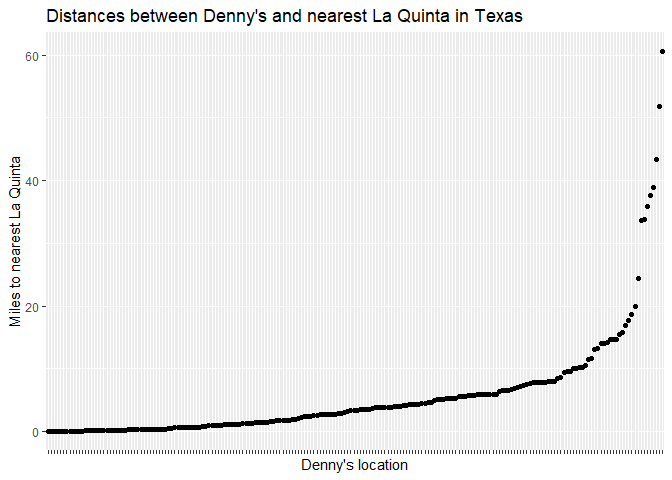 Distances between Denny's and nearest La Quinta in Texas
60
40
20
0
Miles to nearest La Quinta
Denny's location